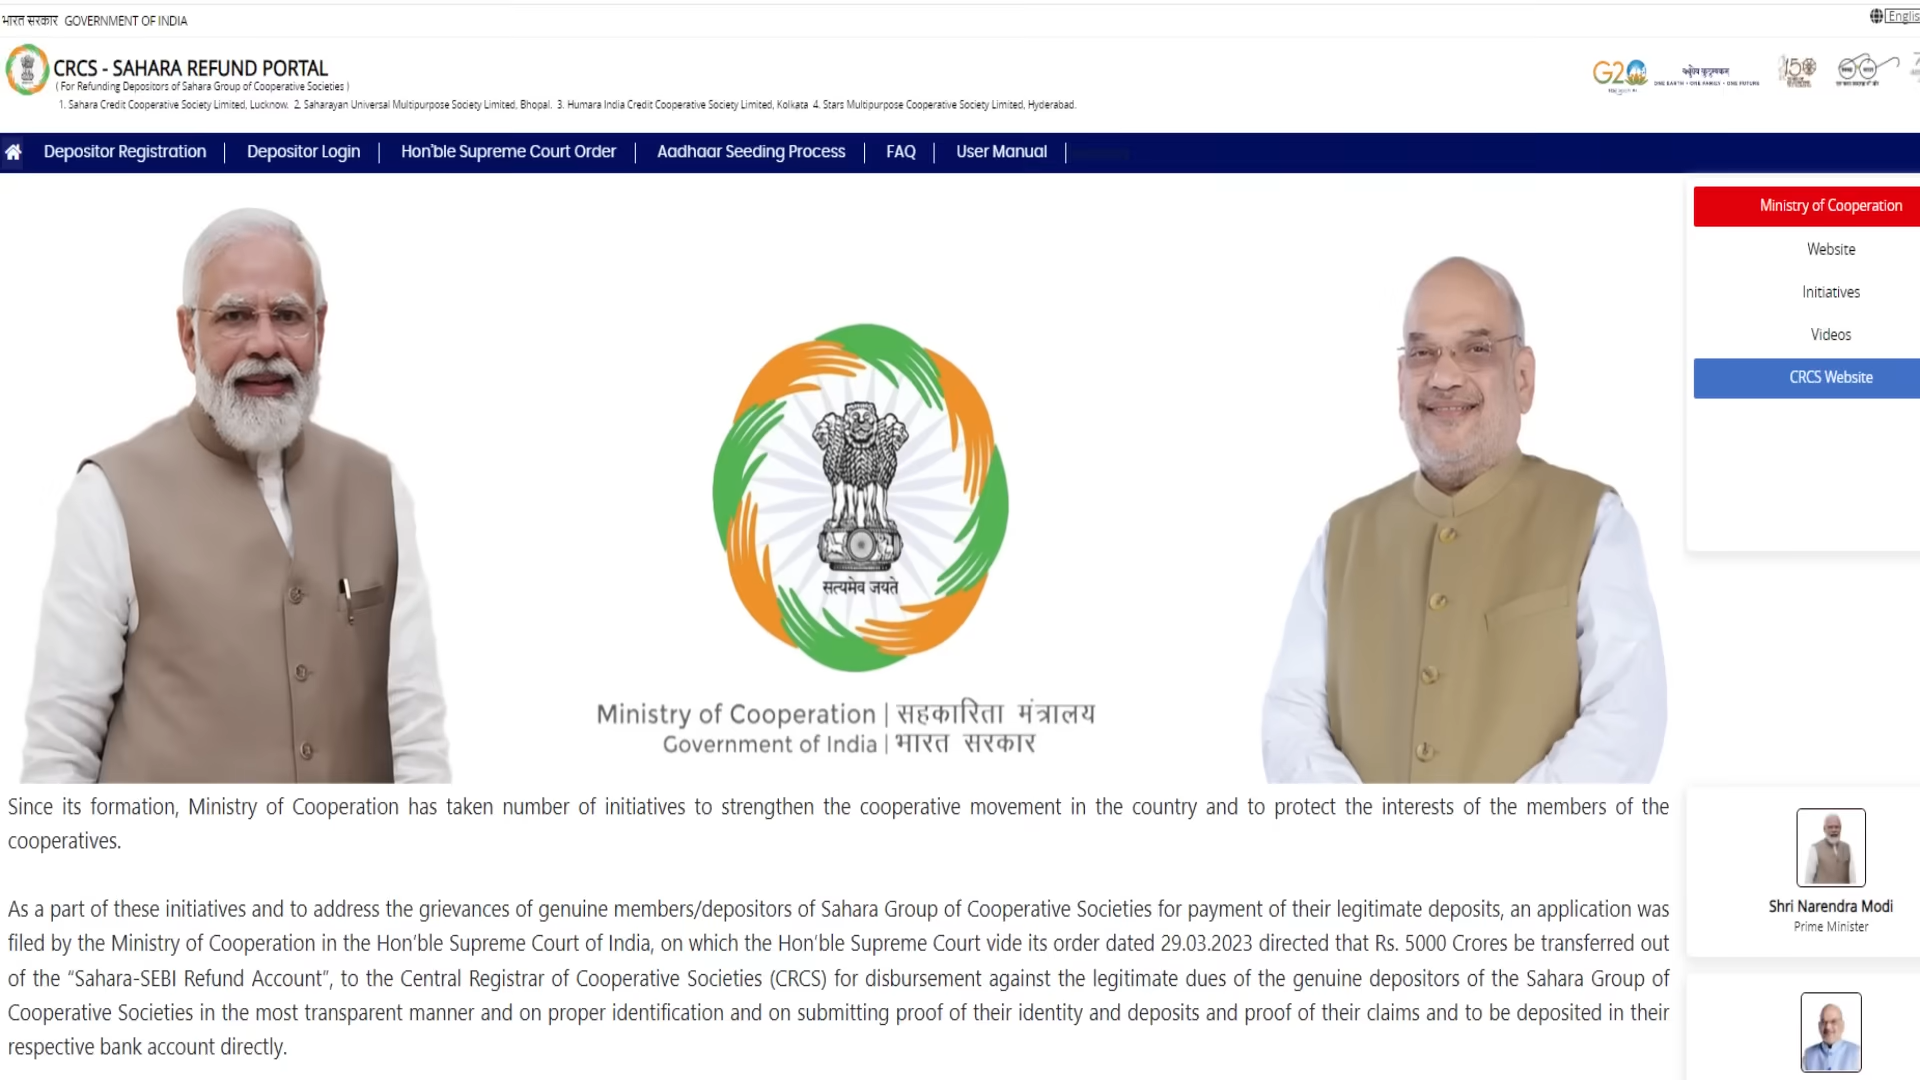 भारत सरकार GOVERNMENT OF INDIA
CRCS - SAHARA REFUND PORTAL
( For Refunding Depositors of Sahara Group of Cooperative Societies )
1. Sahara Credit Cooperative Society Limited, Lucknow. 2. Saharayan Universal Multipurpose Society Limited, Bhopal. 3. Humara India Credit Cooperative Society Limited, Kolkata 4. Stars Multipurpose Cooperative Society Limited, Hyderabad.
G20
वसुधैव कुटुम्बकम्
ONE EARTH • ONE FAMILY • ONE FUTURE
150
Depositor Registration
Depositor Login
Hon'ble Supreme Court Order
Aadhaar Seeding Process
FAQ
User Manual
Ministry of Cooperation
Website
Initiatives
Videos
CRCS Website
सत्यमेव जयते
Ministry of Cooperation | सहकारिता मंत्रालय
Government of India | भारत सरकार
Since its formation, Ministry of Cooperation has taken number of initiatives to strengthen the cooperative movement in the country and to protect the interests of the members of the
cooperatives.
As a part of these initiatives and to address the grievances of genuine members/depositors of Sahara Group of Cooperative Societies for payment of their legitimate deposits, an application was
filed by the Ministry of Cooperation in the Hon'ble Supreme Court of India, on which the Hon'ble Supreme Court vide its order dated 29.03.2023 directed that Rs. 5000 Crores be transferred out
of the “Sahara-SEBI Refund Account”, to the Central Registrar of Cooperative Societies (CRCS) for disbursement against the legitimate dues of the genuine depositors of the Sahara Group of
Cooperative Societies in the most transparent manner and on proper identification and on submitting proof of their identity and deposits and proof of their claims and to be deposited in their
respective bank account directly.
Shri Narendra Modi
Prime Minister